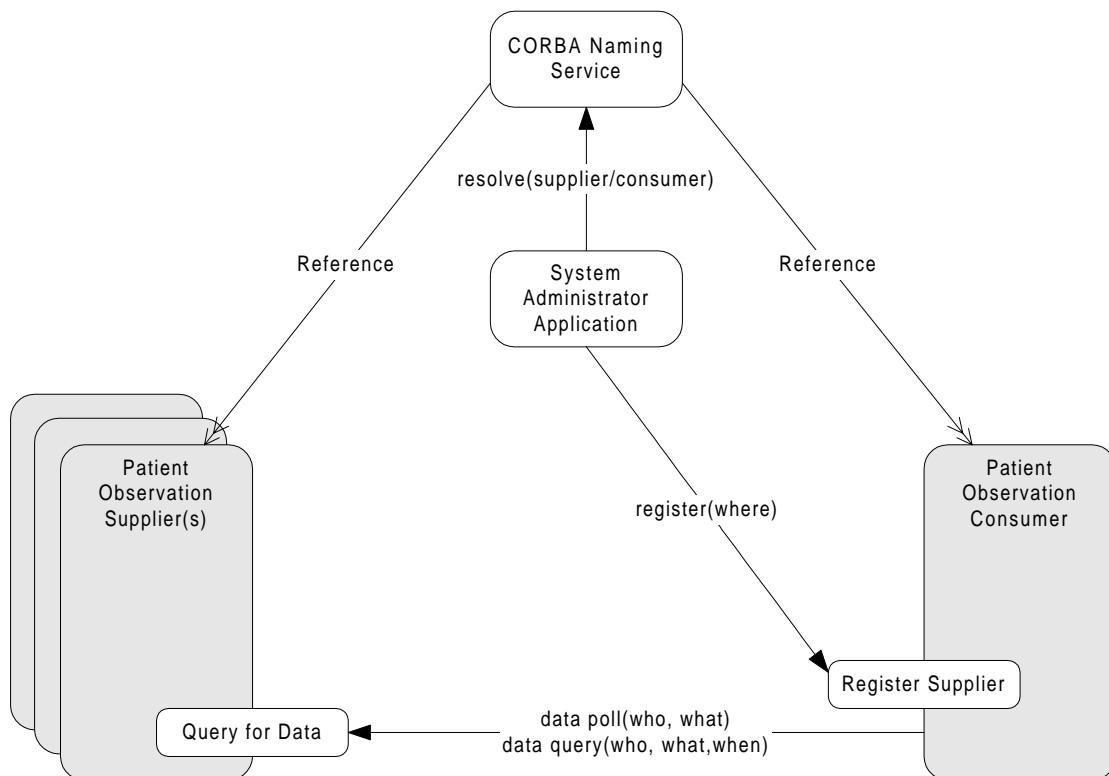 CORBA Naming
Service
resolve(supplier/consumer)
Reference
Reference
System
Administrator
Application
Patient
Observation
Supplier(s)
Patient
Observation
Consumer
register(where)
Register Supplier
Query for Data
data poll(who, what)
data query(who, what,when)